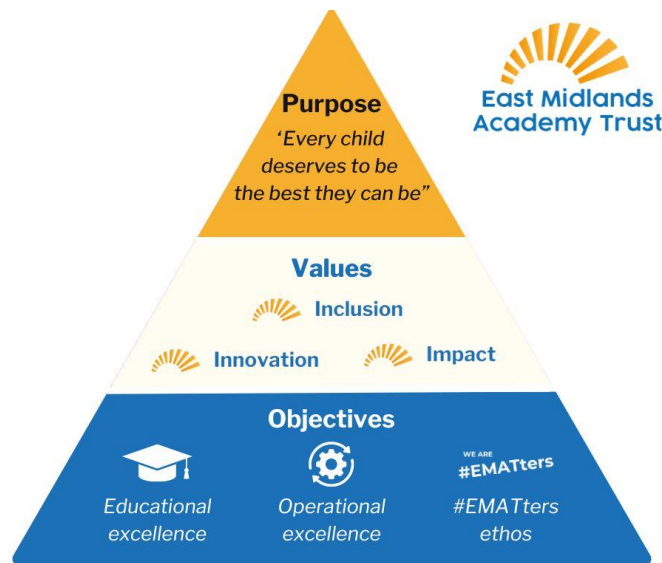 Purpose
‘Every child
deserves to be
the best they can be”
East Midlands
Academy Trust
Values
Inclusion
Innovation
Impact
Objectives
WE ARE
#EMATters
Educational
excellence
Operational
excellence
#EMATters
ethos